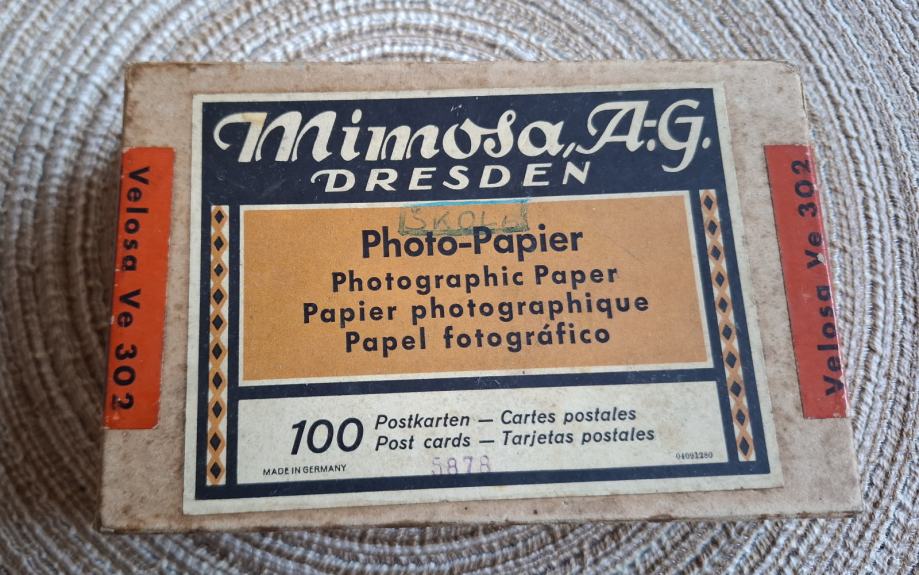 Mimosa, A-G.
DRESDEN
Photo-Papier
Photographic Paper
Papier photographique
Papel fotográfico
100 Postkarten — Cartes postales
Post cards — Tarjetas postales
MADE IN GERMANY
5878
04091280
Velosa Ve 302
Velosa Ve 302